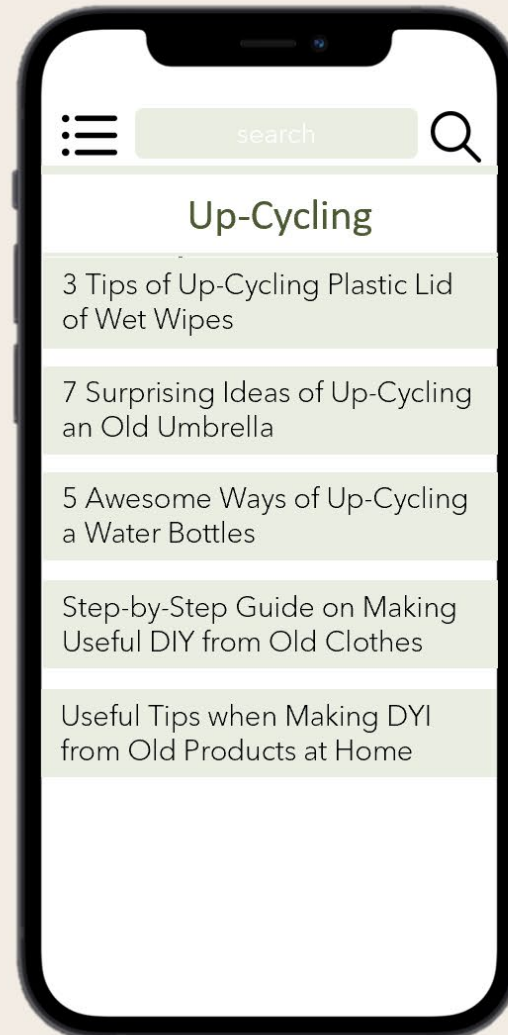 search
Up-Cycling
3 Tips of Up-Cycling Plastic Lid
of Wet Wipes
7 Surprising Ideas of Up-Cycling
an Old Umbrella
5 Awesome Ways of Up-Cycling
a Water Bottles
Step-by-Step Guide on Making
Useful DIY from Old Clothes
Useful Tips when Making DYI
from Old Products at Home